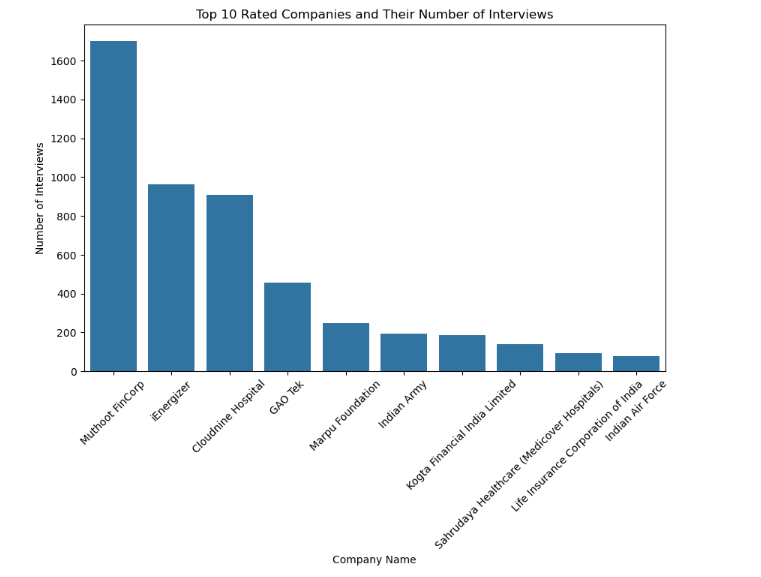 Top 10 Rated Companies and Their Number of Interviews
Number of Interviews
1600
1400
1200
1000
800
600
400
200
0
Muthoot FinCorp
iEnergizer
Cloudnine Hospital
GAO Tek
Marpu Foundation
Indian Army
Kogta Financial India Limited
Sahrudaya Healthcare (Medicover Hospitals)
Life Insurance Corporation of India
Indian Air Force
Company Name